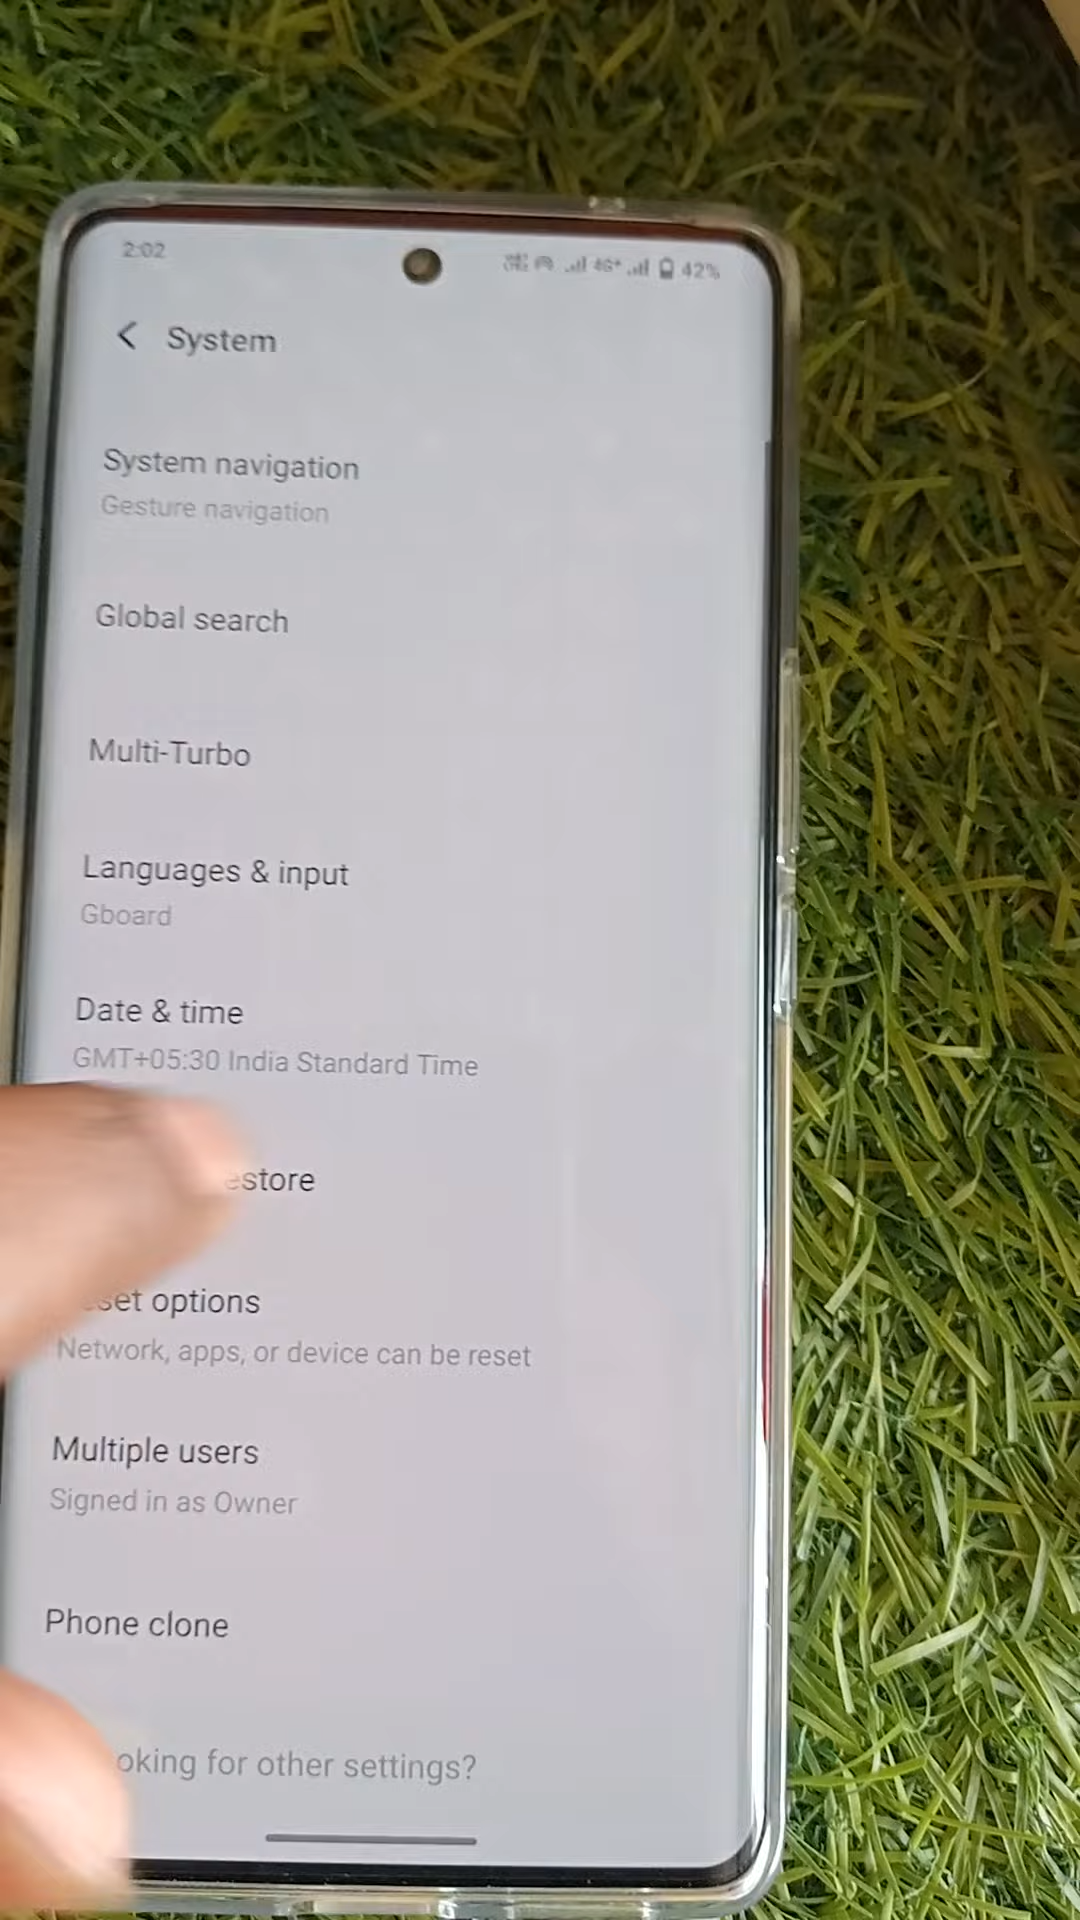 2:02
4G+ 42%
System
System navigation
Gesture navigation
Global search
Multi-Turbo
Languages & input
Gboard
Date & time
GMT+05:30 India Standard Time
estore
set options
Network, apps, or device can be reset
Multiple users
Signed in as Owner
Phone clone
oking for other settings?